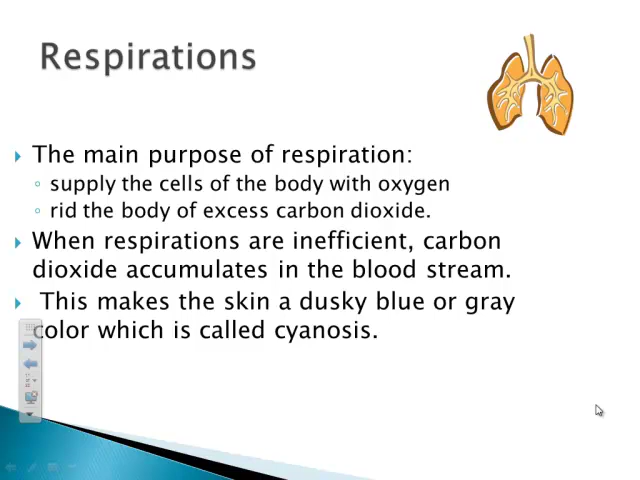 Respirations
The main purpose of respiration:
supply the cells of the body with oxygen
rid the body of excess carbon dioxide.
When respirations are inefficient, carbon
dioxide accumulates in the blood stream.
This makes the skin a dusky blue or gray
color which is called cyanosis.